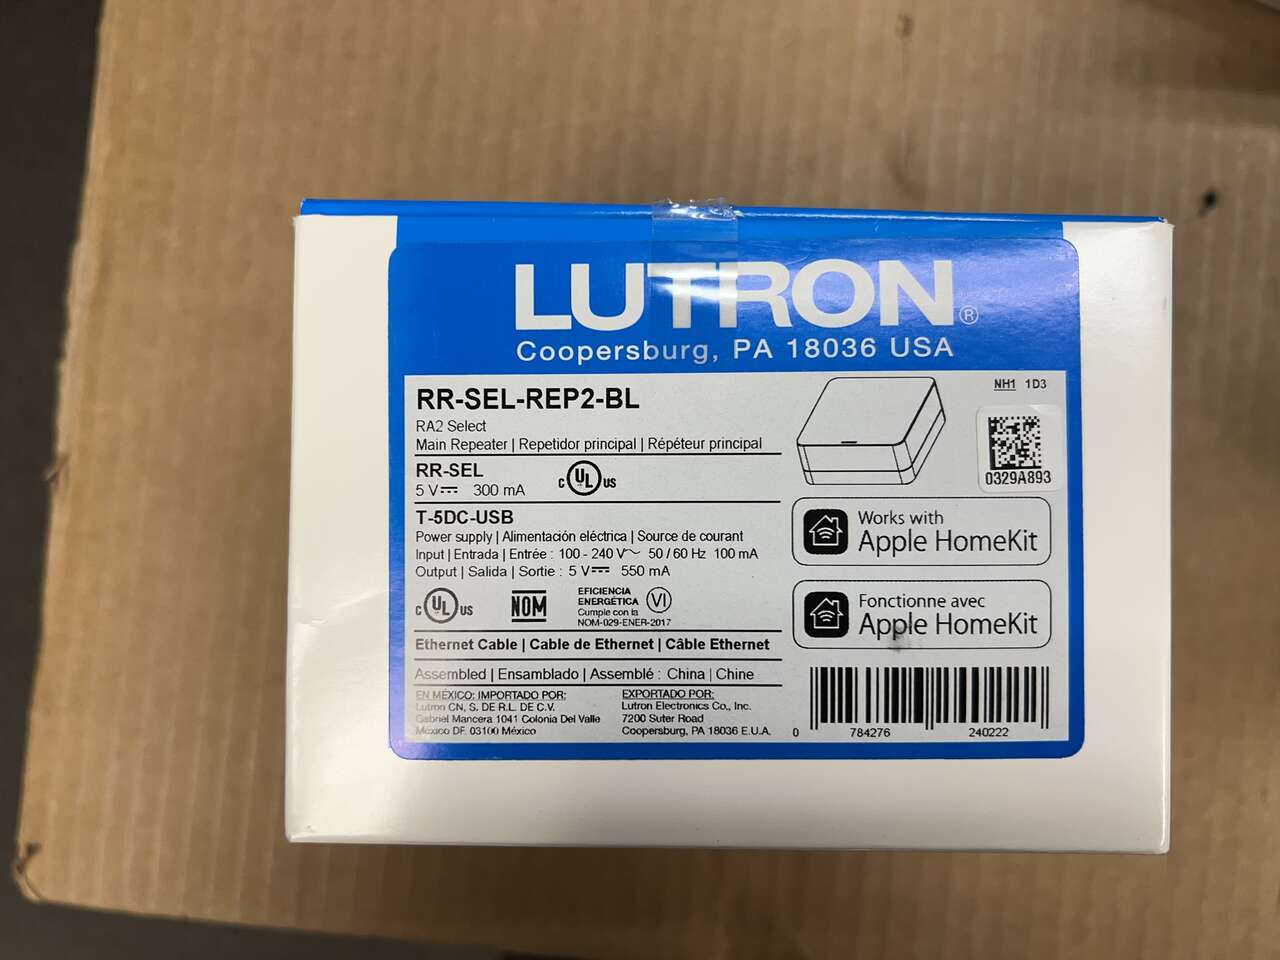 LUTRON®
Coopersburg, PA 18036 USA
RR-SEL-REP2-BL
RA2 Select
Main Repeater | Repetidor principal | Répéteur principal
RR-SEL
5 V⎓ 300 mA
c UL us
T-5DC-USB
Power supply | Alimentación eléctrica | Source de courant
Input | Entrada | Entrée : 100 - 240 V~ 50 / 60 Hz 100 mA
Output | Salida | Sortie : 5 V⎓ 550 mA
c UL us
NOM
EFICIENCIA
ENERGÉTICA VI
Cumple con la
NOM-029-ENER-2017
Ethernet Cable | Cable de Ethernet | Câble Ethernet
Assembled | Ensamblado | Assemblé : China | Chine
EN MÉXICO: IMPORTADO POR:
Lutron CN, S. DE R.L. DE C.V.
Gabriel Mancera 1041 Colonia Del Valle
México DF. 03100 México
EXPORTADO POR:
Lutron Electronics Co., Inc.
7200 Suter Road
Coopersburg, PA 18036 E.U.A.
NH1 1D3
0329A893
Works with
Apple HomeKit
Fonctionne avec
Apple HomeKit
0 784276 240222